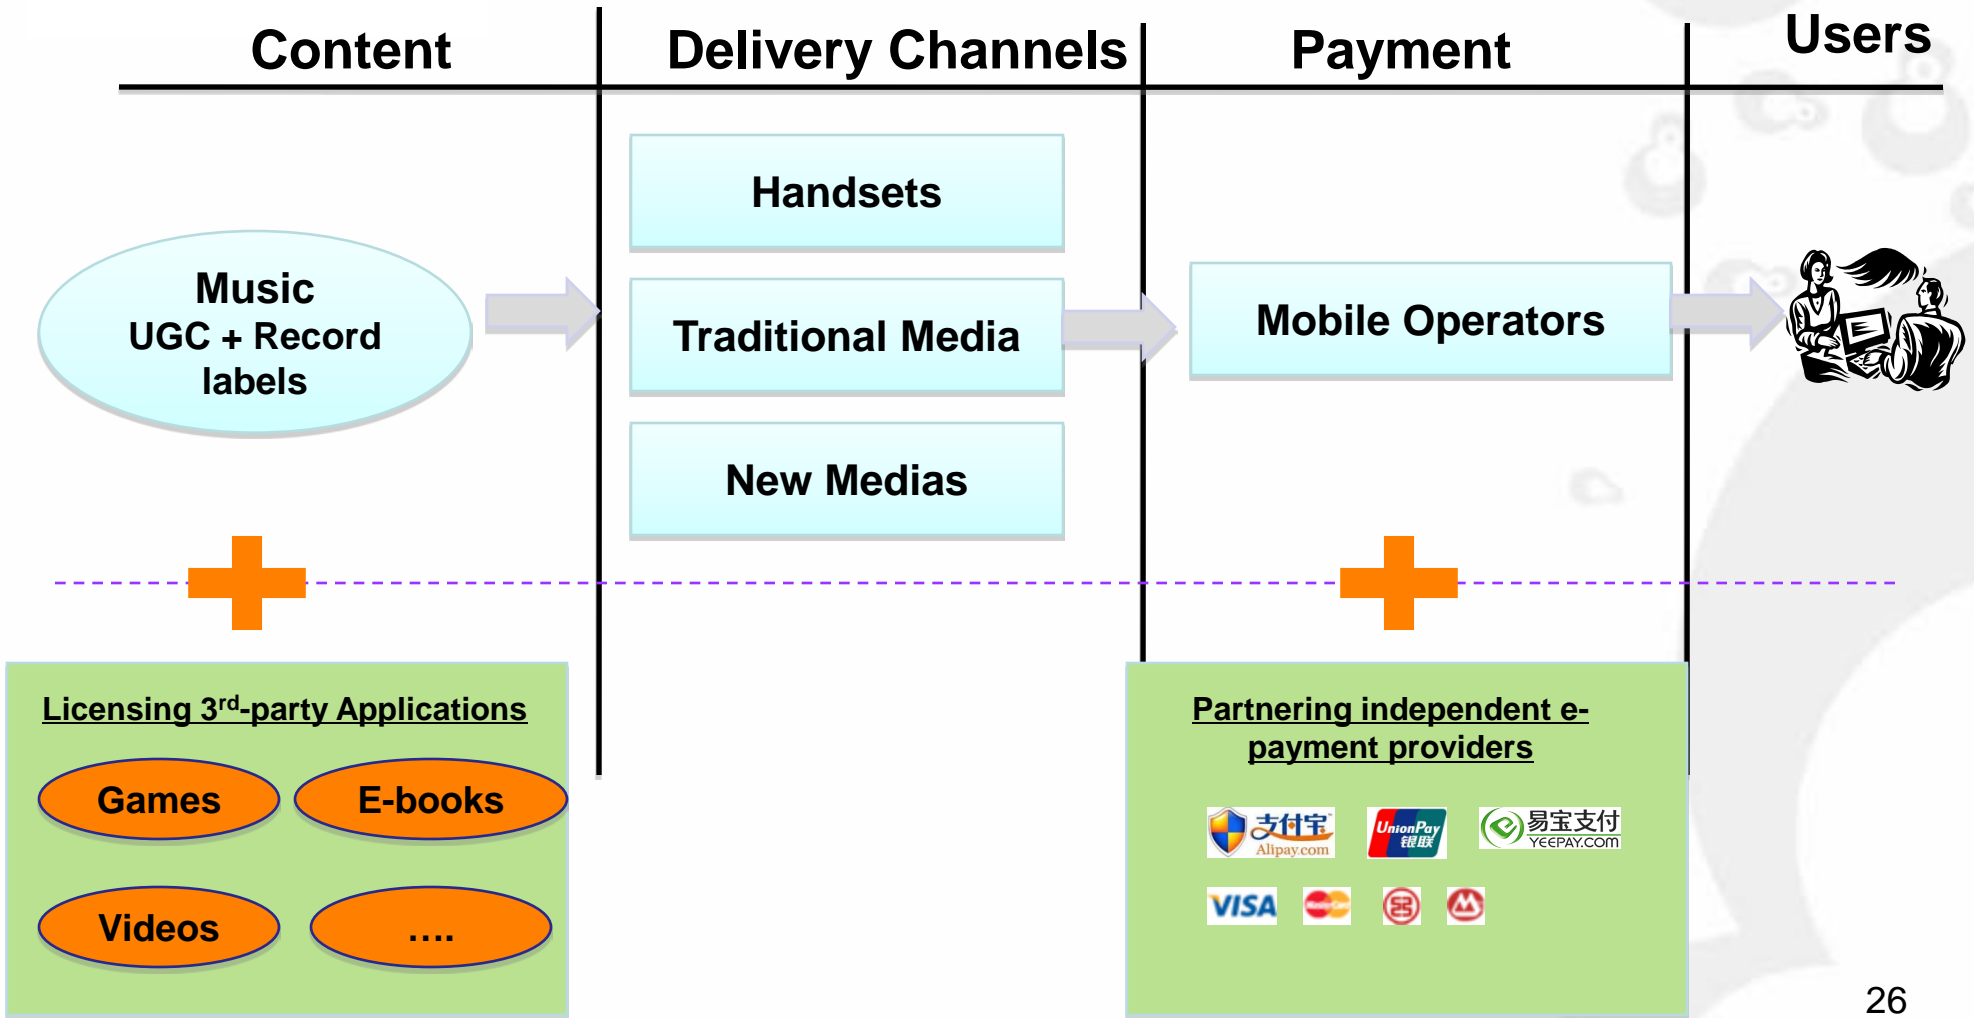 Content
Delivery Channels
Payment
Users
Music
UGC + Record
labels
Handsets
Traditional Media
New Medias
Mobile Operators
Licensing 3rd-party Applications
Games
E-books
Videos
....
Partnering independent e-
payment providers
支付宝
Alipay.com
UnionPay
银联
易宝支付
YEEPAY.COM
VISA
MasterCard
26